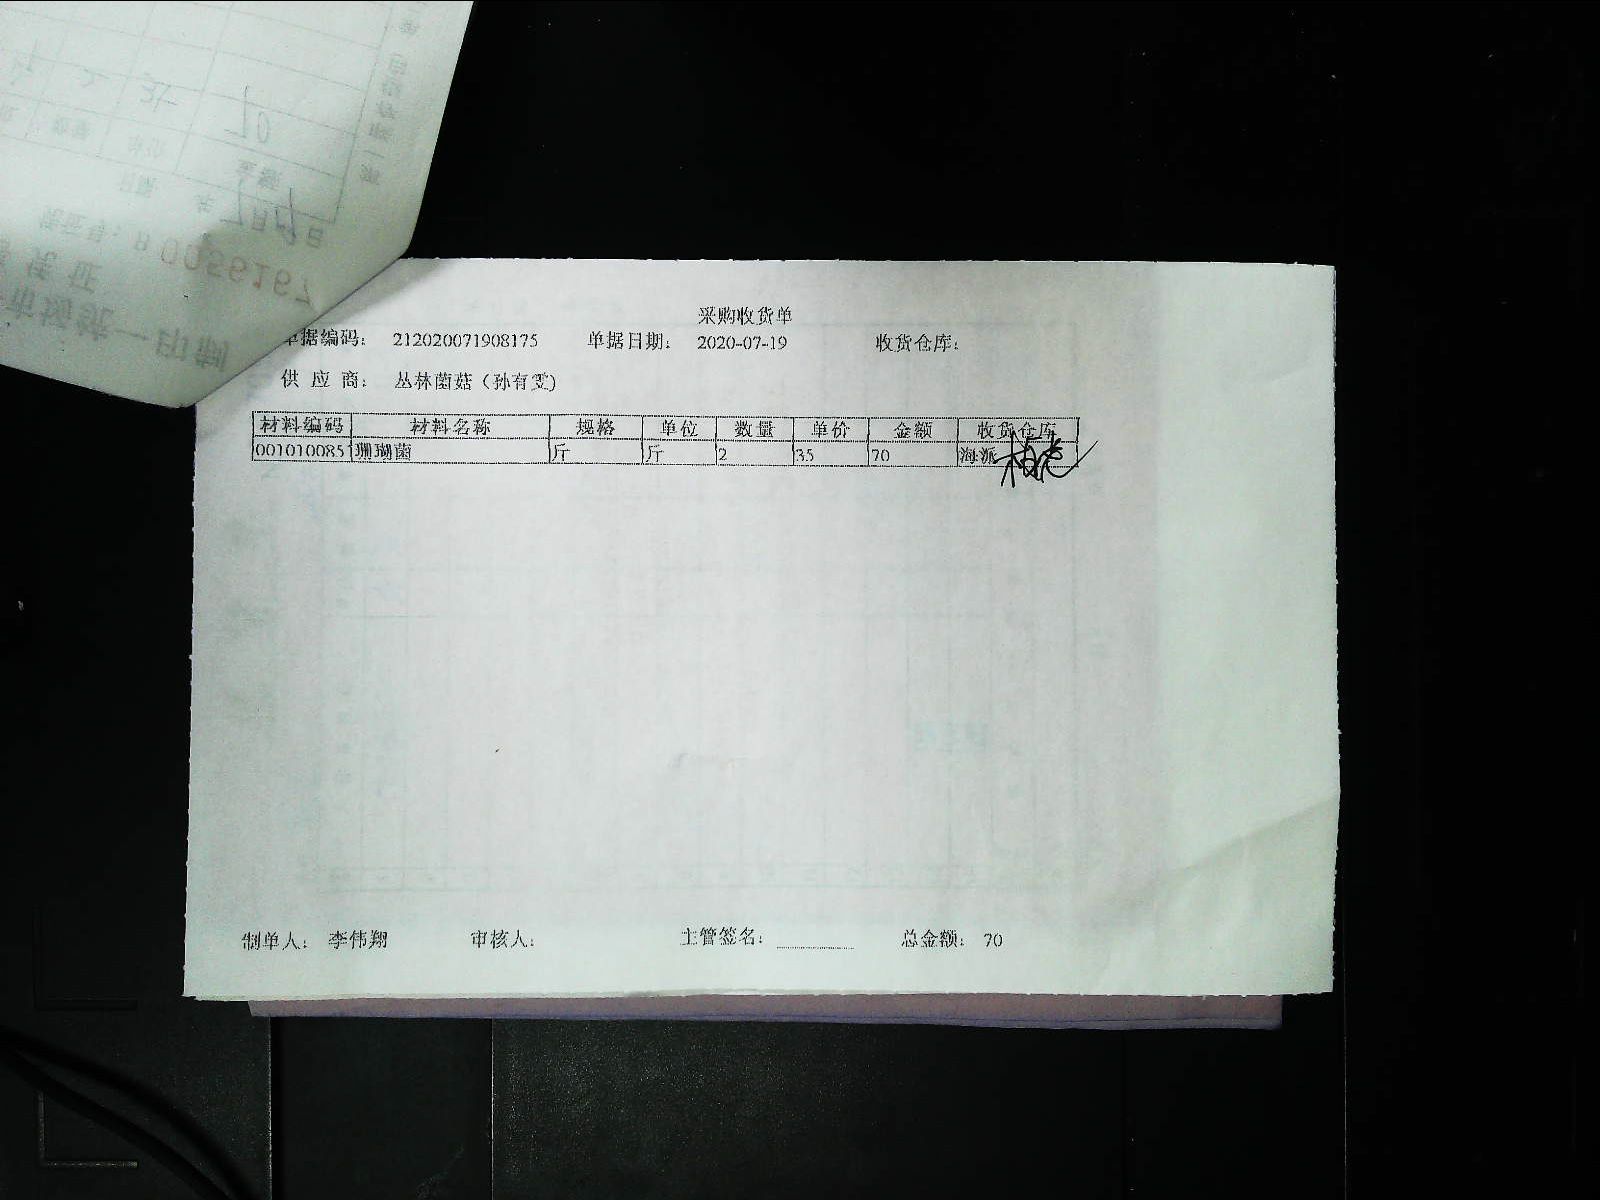 采购收货单
单据编码： 212020071908175 单据日期： 2020-07-19 收货仓库：
供 应 商： 丛林菌菇（孙有雯）
材料编码 材料名称 规格 单位 数量 单价 金额 收货仓库
001010085 珊瑚菌 斤 斤 2 35 70 海派
制单人： 李伟翔 审核人： 主管签名： 总金额： 70